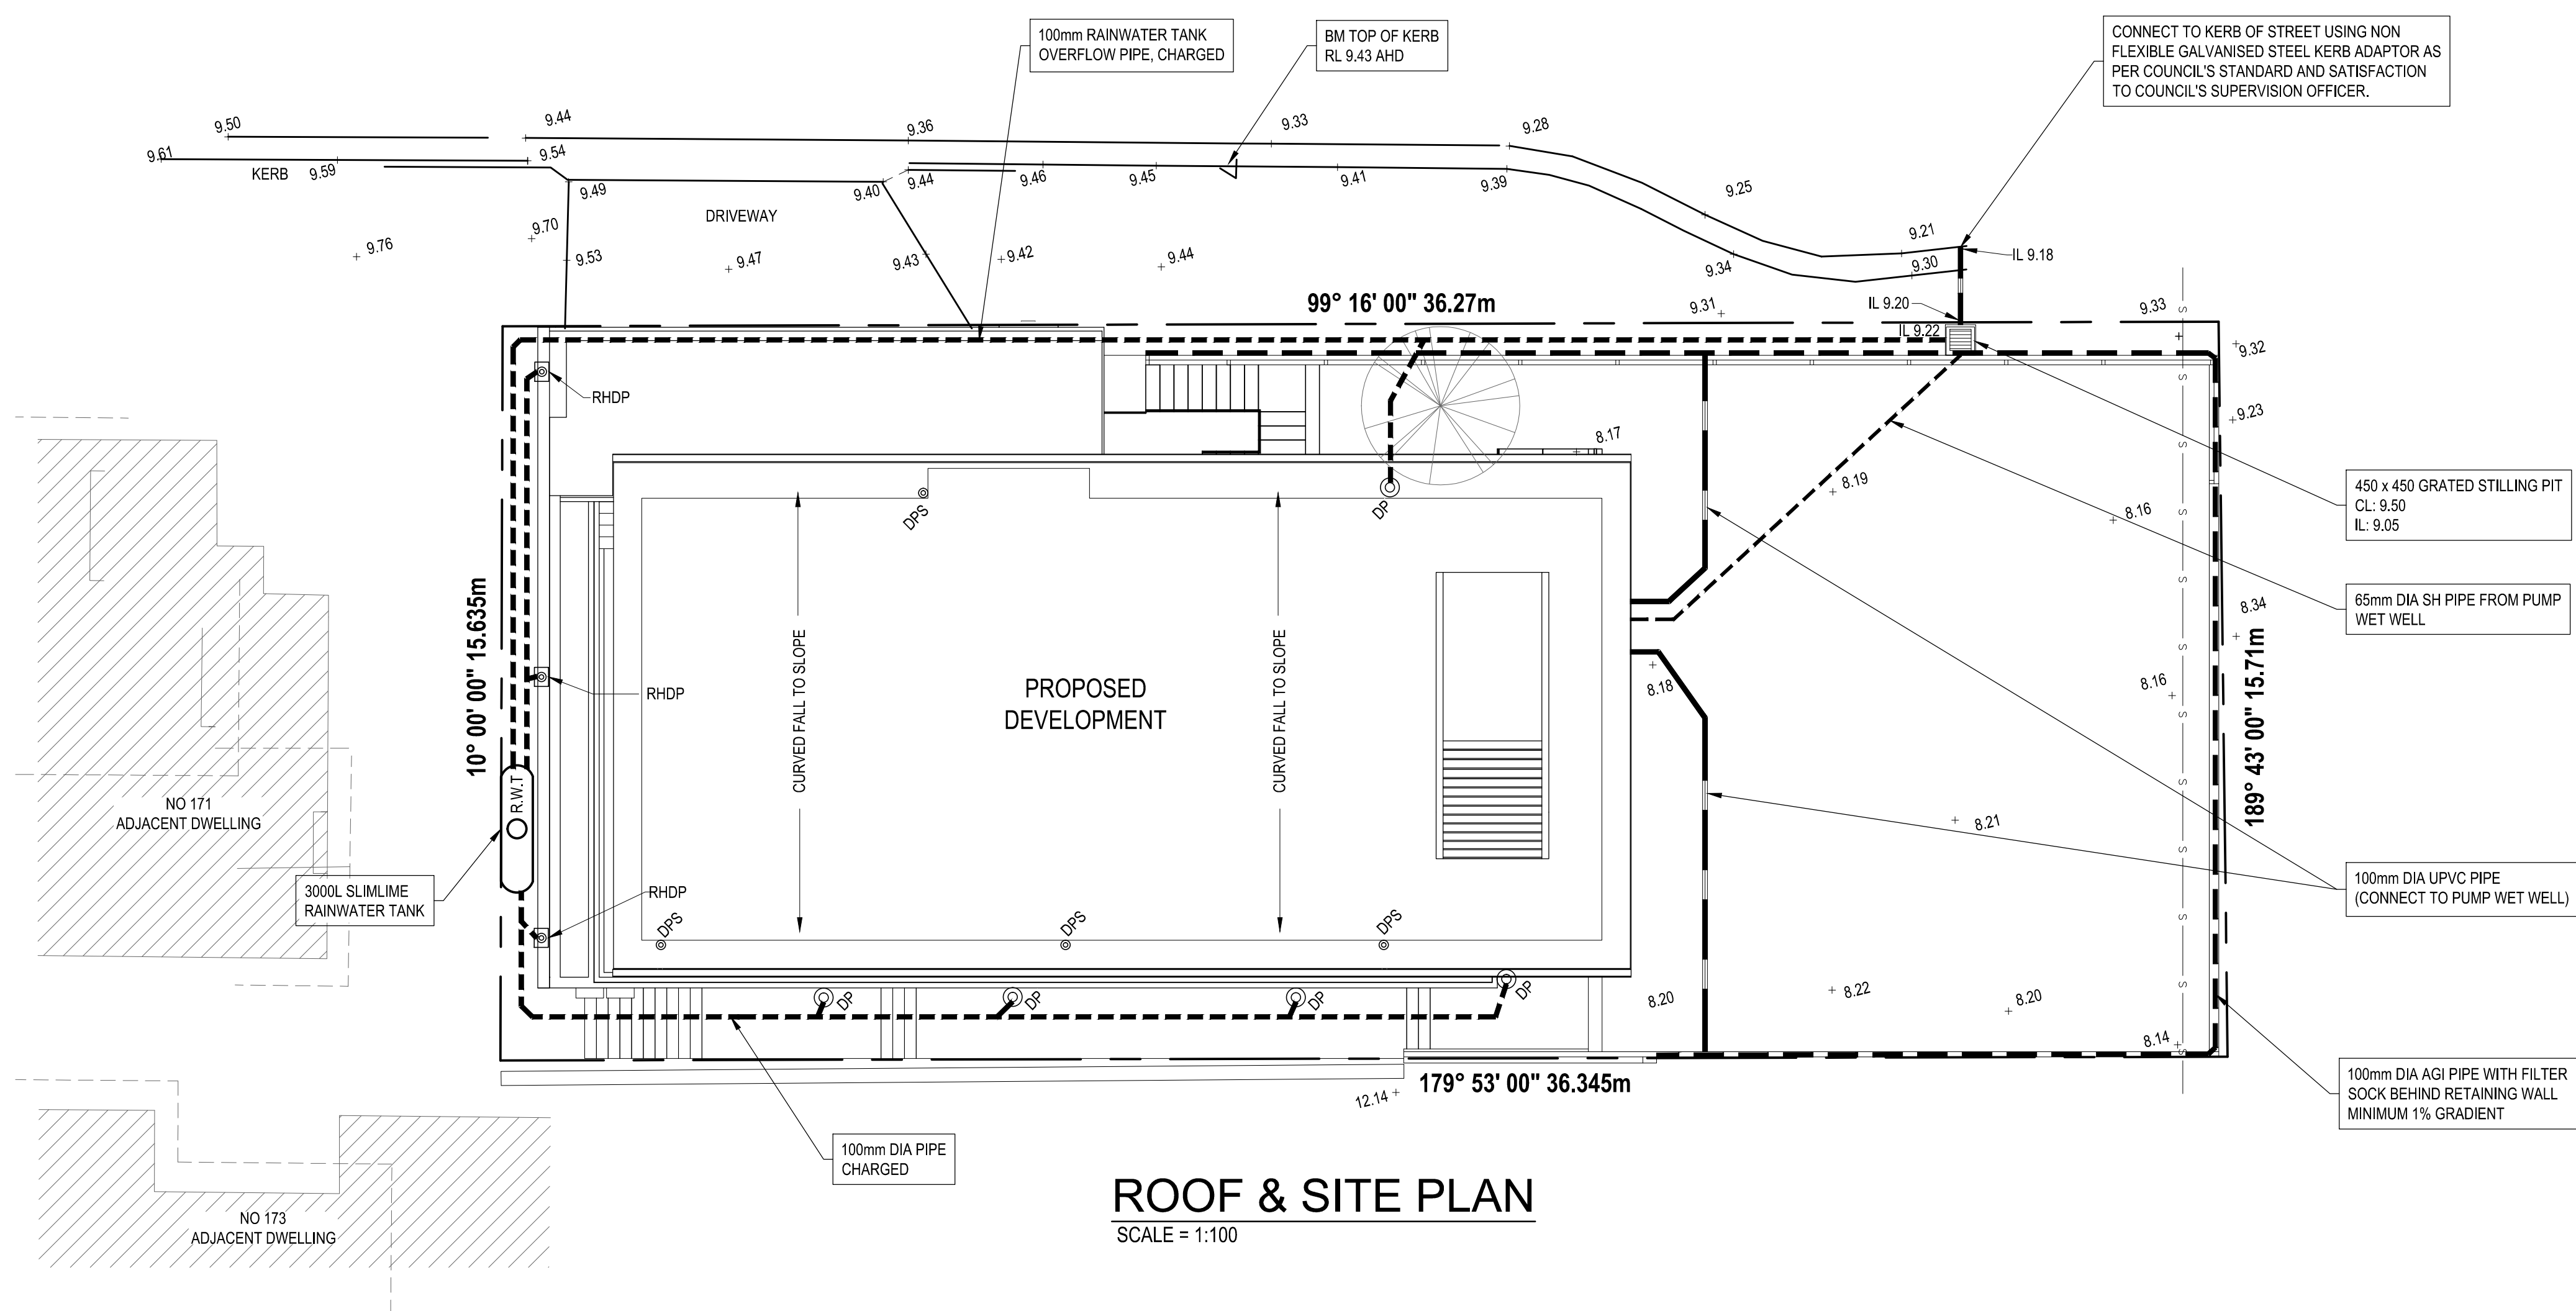 100mm RAINWATER TANK
OVERFLOW PIPE, CHARGED
BM TOP OF KERB
RL 9.43 AHD
CONNECT TO KERB OF STREET USING NON
FLEXIBLE GALVANISED STEEL KERB ADAPTOR AS
PER COUNCIL'S STANDARD AND SATISFACTION
TO COUNCIL'S SUPERVISION OFFICER.
9.50
9.44
9.36
9.33
9.28
9.61
KERB
9.59
9.54
9.49
9.40
9.44
9.46
9.45
9.41
9.39
9.25
9.21
9.30
9.34
IL 9.18
DRIVEWAY
9.76
9.70
9.53
9.47
9.43
9.42
9.44
99° 16' 00" 36.27m
9.31
IL 9.20
IL 9.22
9.33
9.32
9.23
S
S
S
S
S
S
S
S
S
S
S
RHDP
RHDP
RHDP
8.17
8.19
8.16
DPS
DP
450 x 450 GRATED STILLING PIT
CL: 9.50
IL: 9.05
65mm DIA SH PIPE FROM PUMP
WET WELL
8.34
10° 00' 00" 15.635m
CURVED FALL TO SLOPE
CURVED FALL TO SLOPE
PROPOSED
DEVELOPMENT
8.18
8.16
189° 43' 00" 15.71m
8.21
R.W.T
NO 171
ADJACENT DWELLING
3000L SLIMLIME
RAINWATER TANK
100mm DIA UPVC PIPE
(CONNECT TO PUMP WET WELL)
DPS
DPS
DPS
DP
DP
DP
DP
8.20
8.22
8.20
8.14
12.14
179° 53' 00" 36.345m
100mm DIA AGI PIPE WITH FILTER
SOCK BEHIND RETAINING WALL
MINIMUM 1% GRADIENT
100mm DIA PIPE
CHARGED
NO 173
ADJACENT DWELLING
ROOF & SITE PLAN
SCALE = 1:100